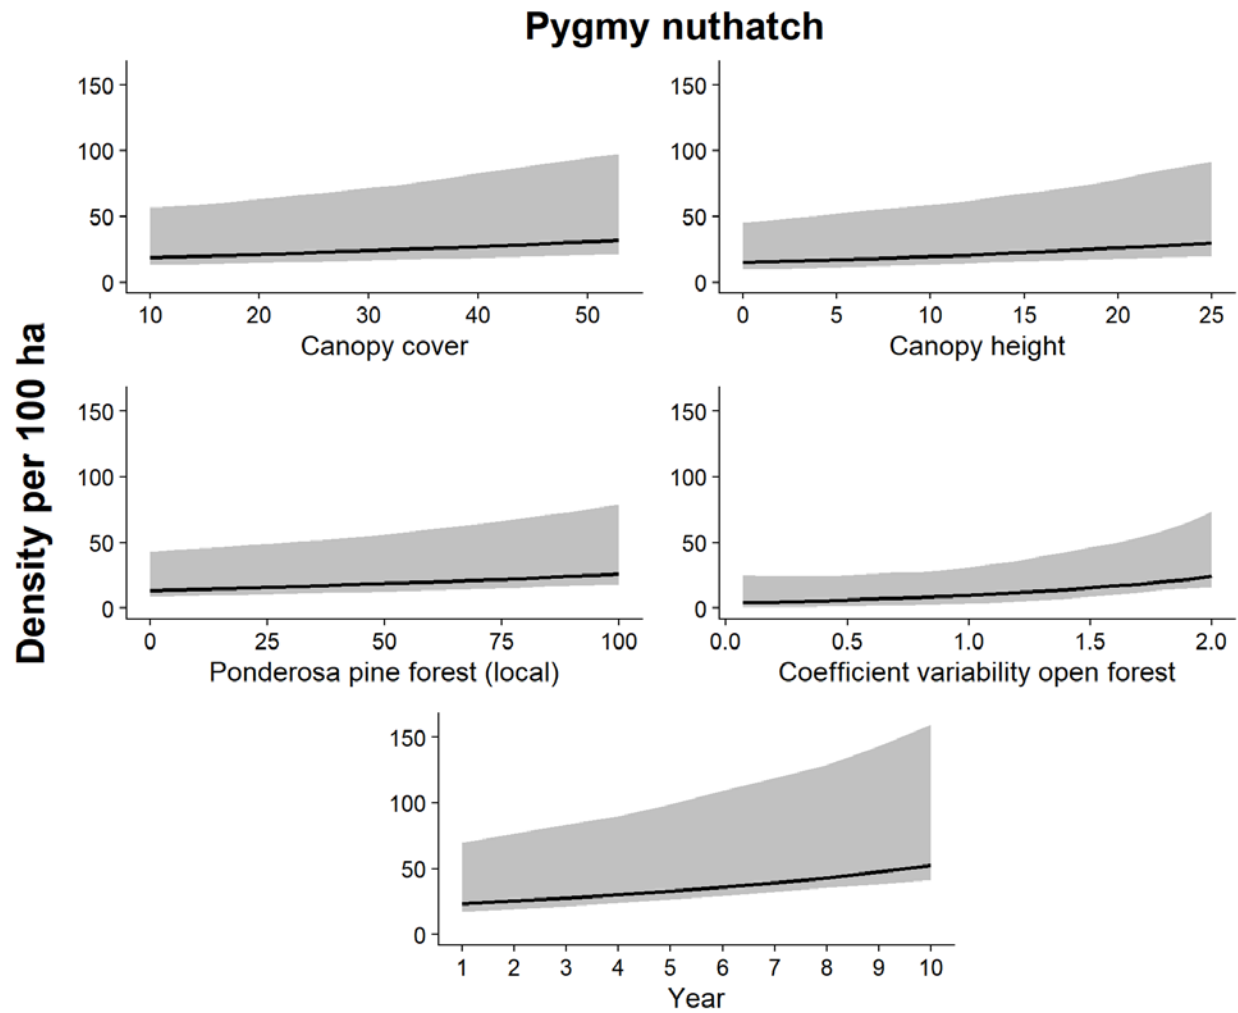 Pygmy nuthatch
Density per 100 ha
150
100
50
0
10 20 30 40 50
Canopy cover
150
100
50
0
0 5 10 15 20 25
Canopy height
150
100
50
0
0 25 50 75 100
Ponderosa pine forest (local)
150
100
50
0
0.0 0.5 1.0 1.5 2.0
Coefficient variability open forest
150
100
50
0
1 2 3 4 5 6 7 8 9 10
Year